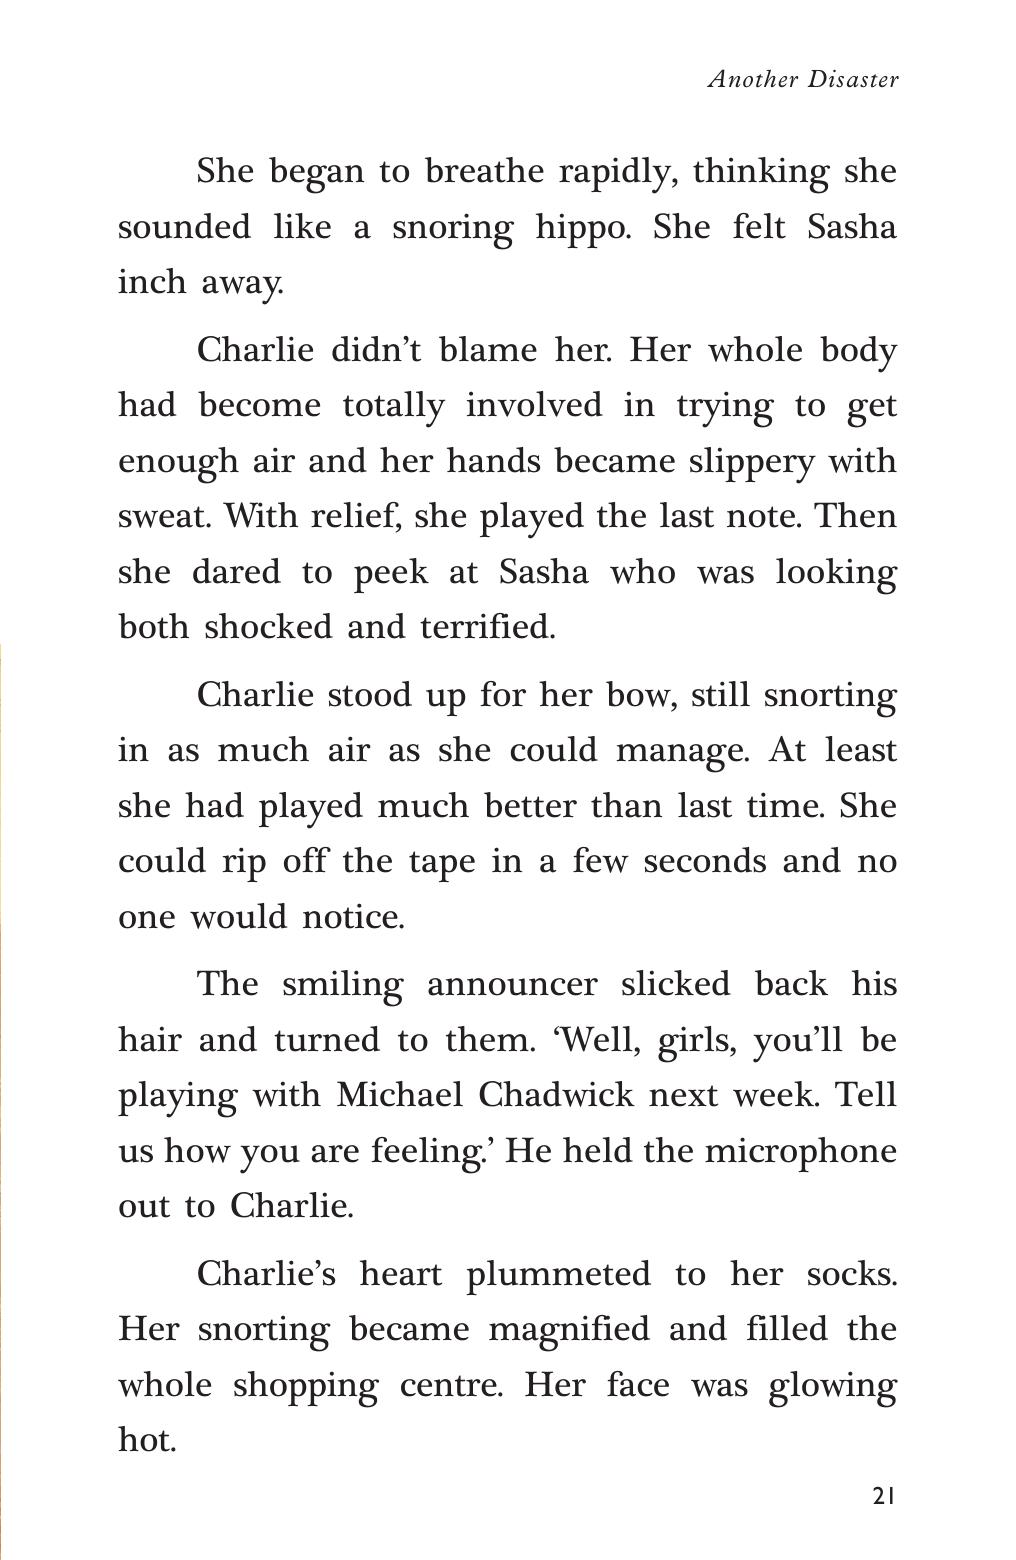 Another Disaster
She began to breathe rapidly, thinking she
sounded like a snoring hippo. She felt Sasha
inch away.
Charlie didn’t blame her. Her whole body
had become totally involved in trying to get
enough air and her hands became slippery with
sweat. With relief, she played the last note. Then
she dared to peek at Sasha who was looking
both shocked and terrified.
Charlie stood up for her bow, still snorting
in as much air as she could manage. At least
she had played much better than last time. She
could rip off the tape in a few seconds and no
one would notice.
The smiling announcer slicked back his
hair and turned to them. ‘Well, girls, you’ll be
playing with Michael Chadwick next week. Tell
us how you are feeling.’ He held the microphone
out to Charlie.
Charlie’s heart plummeted to her socks.
Her snorting became magnified and filled the
whole shopping centre. Her face was glowing
hot.
21